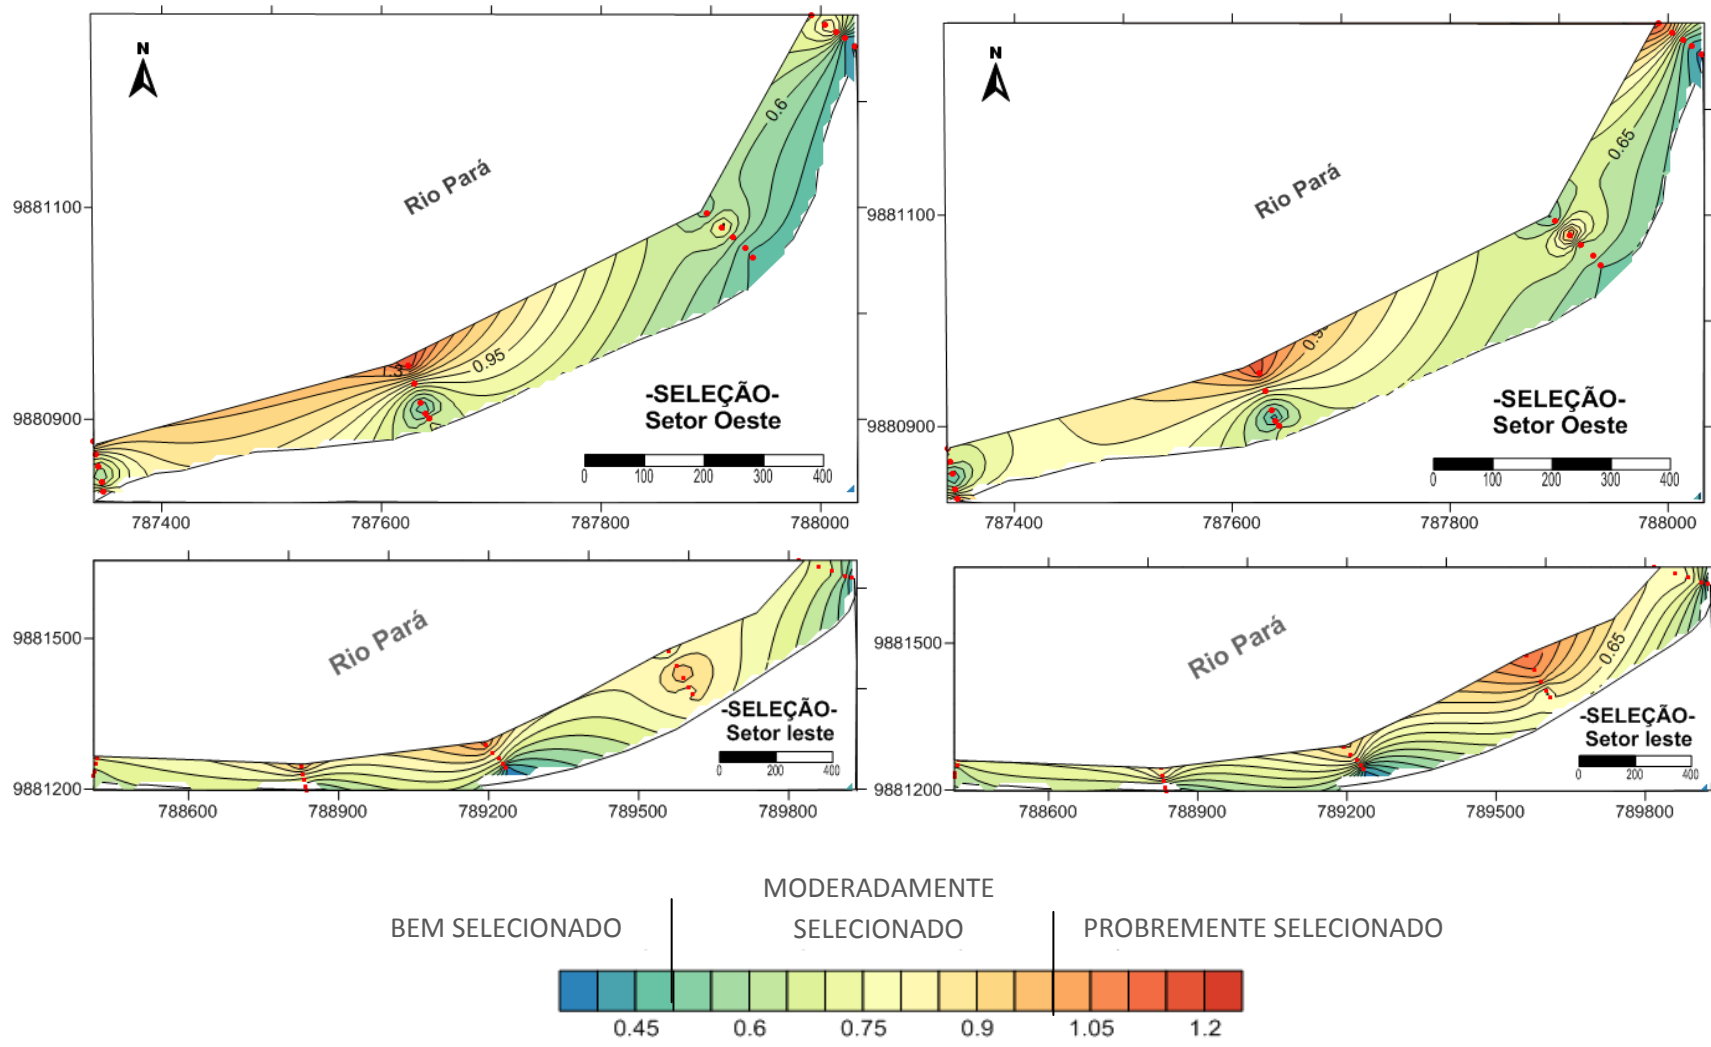 N
Rio Pará
0.6
0.95
1.3
9881100
9880900
-SELEÇÃO-
Setor Oeste
0 100 200 300 400
787400 787600 787800 788000
N
Rio Pará
0.65
9881100
9880900
-SELEÇÃO-
Setor Oeste
0 100 200 300 400
787400 787600 787800 788000
Rio Pará
9881500
9881200
-SELEÇÃO-
Setor leste
0 200 400
788600 788900 789200 789500 789800
Rio Pará
0.65
9881500
9881200
-SELEÇÃO-
Setor leste
0 200 400
788600 788900 789200 789500 789800
BEM SELECIONADO
MODERADAMENTE
SELECIONADO
PROBREMENTE SELECIONADO
0.45 0.6 0.75 0.9 1.05 1.2